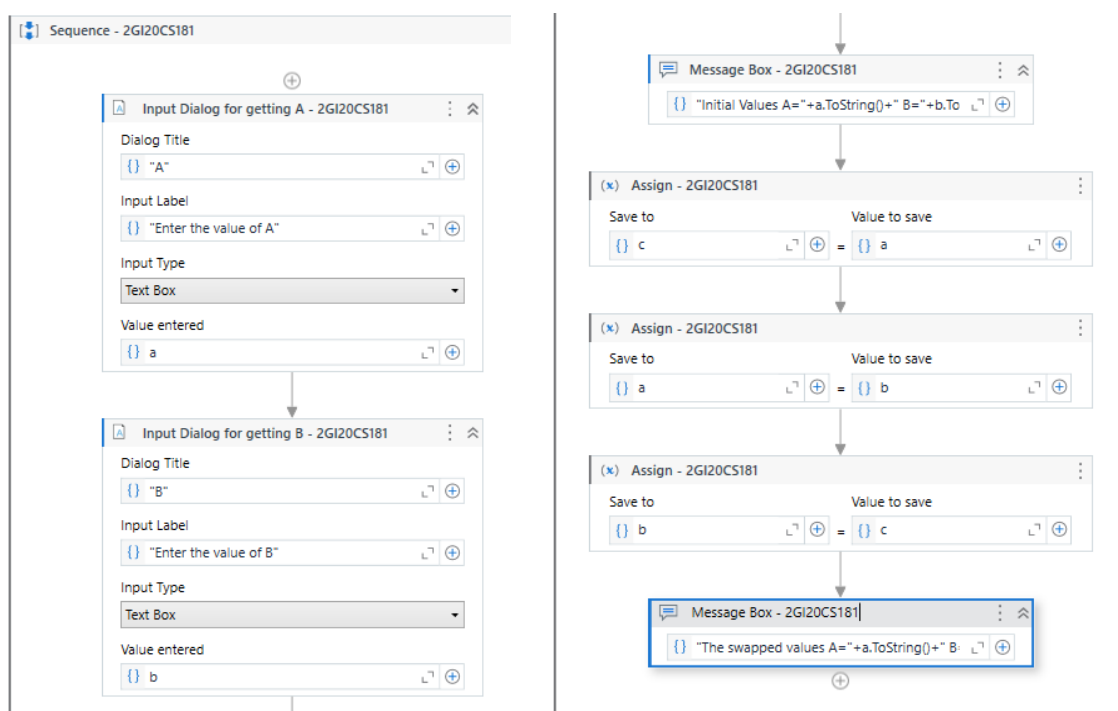 Sequence - 2GI20CS181
Input Dialog for getting A - 2GI20CS181
Dialog Title
"A"
Input Label
"Enter the value of A"
Input Type
Text Box
Value entered
a
Input Dialog for getting B - 2GI20CS181
Dialog Title
"B"
Input Label
"Enter the value of B"
Input Type
Text Box
Value entered
b
Message Box - 2GI20CS181
"Initial Values A="+a.ToString()+" B="+b.To
(x) Assign - 2GI20CS181
Save to Value to save
c = a
(x) Assign - 2GI20CS181
Save to Value to save
a = b
(x) Assign - 2GI20CS181
Save to Value to save
b = c
Message Box - 2GI20CS181
"The swapped values A="+a.ToString()+" B